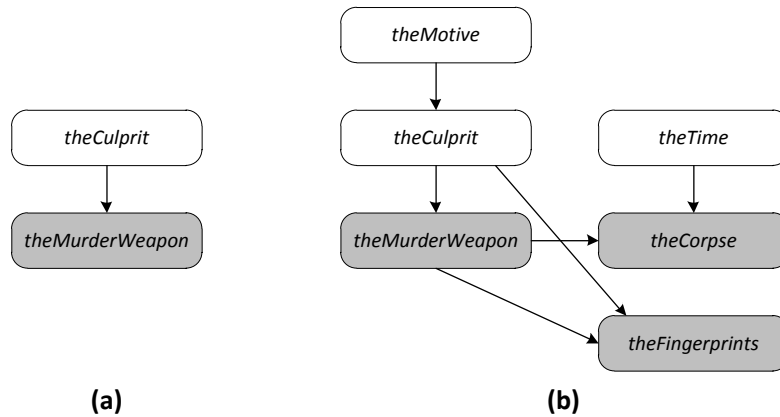 theMotive
theCulprit
theCulprit
theTime
theMurderWeapon
theMurderWeapon
theCorpse
theFingerprints
(a)
(b)